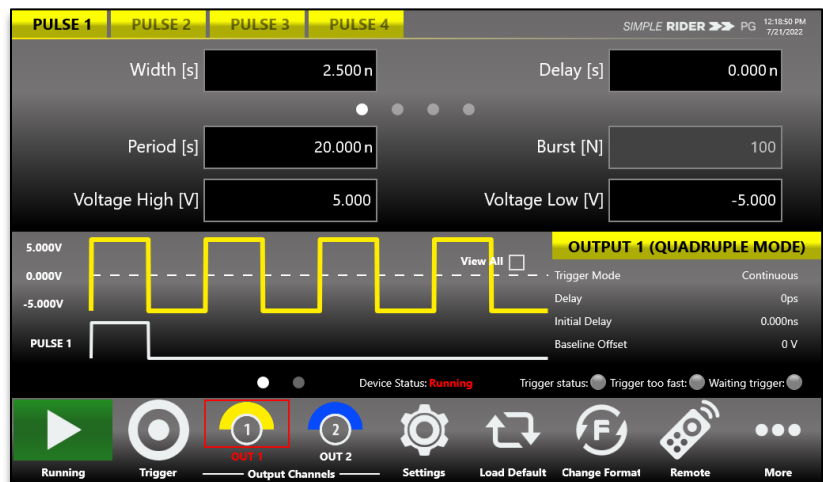 PULSE 1 PULSE 2 PULSE 3 PULSE 4 SIMPLE RIDER PG 12:18:50 PM
7/21/2022
Width [s] 2.500 n Delay [s] 0.000 n
Period [s] 20.000 n Burst [N] 100
Voltage High [V] 5.000 Voltage Low [V] -5.000
5.000V
0.000V
-5.000V
PULSE 1
View All
OUTPUT 1 (QUADRUPLE MODE)
Trigger Mode Continuous
Delay 0ps
Initial Delay 0.000ns
Baseline Offset 0 V
Device Status: Running Trigger status: Trigger too fast: Waiting trigger:
1 2 F
OUT 1 OUT 2
Running Trigger Output Channels Settings Load Default Change Format Remote More